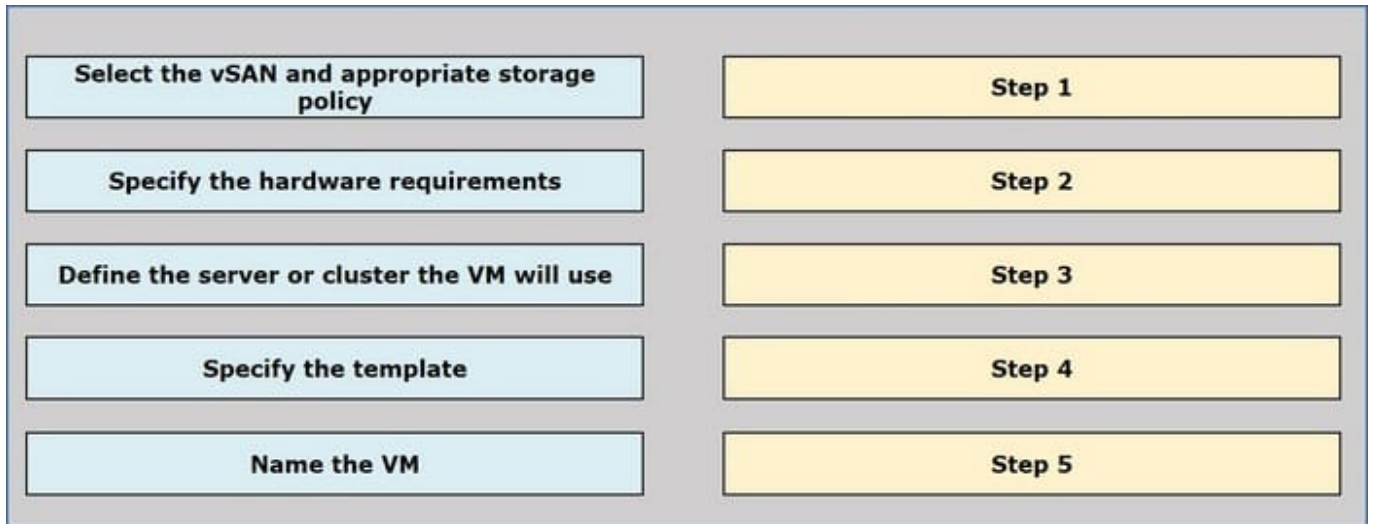 Select the vSAN and appropriate storage
policy
Step 1
Specify the hardware requirements
Step 2
Define the server or cluster the VM will use
Step 3
Specify the template
Step 4
Name the VM
Step 5